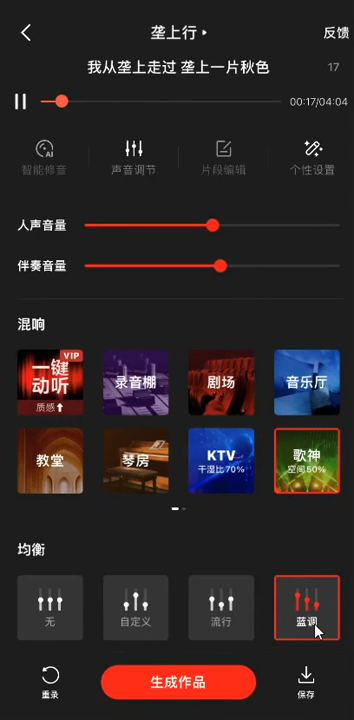 垄上行
反馈
我从垄上走过 垄上一片秋色
17
00:17/04:04
智能修音
声音调节
片段编辑
个性设置
人声音量
伴奏音量
混响
VIP
一键
动听
质感
录音棚
剧场
音乐厅
教堂
琴房
KTV
干湿比70%
歌神
空间50%
均衡
无
自定义
流行
蓝调
重录
生成作品
保存